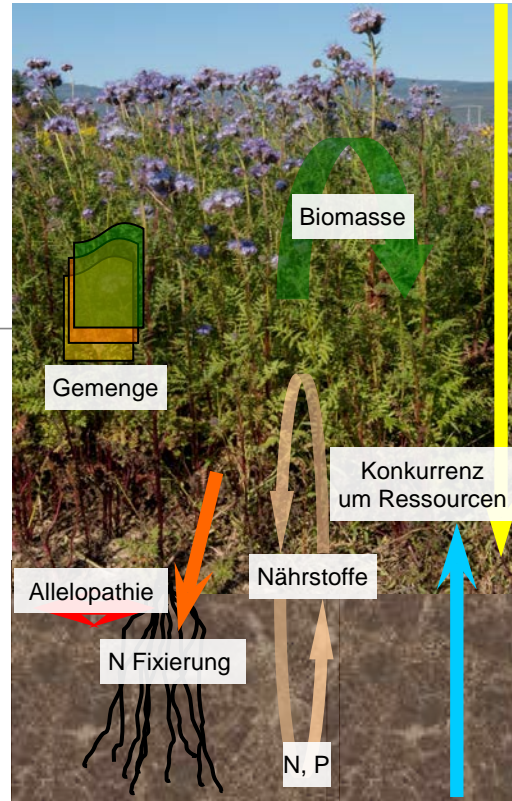 Biomasse
Gemenge
Konkurrenz
um Ressourcen
Allelopathie
Nährstoffe
N Fixierung
N, P